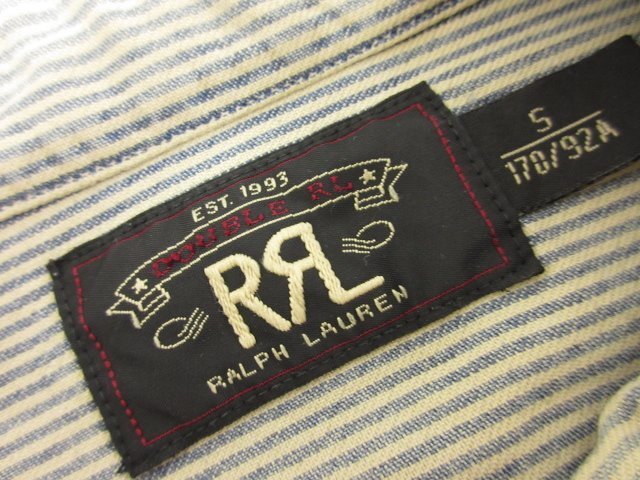 EST. 1993
DOUBLE RL
RRL
RALPH LAUREN
S
170/92A